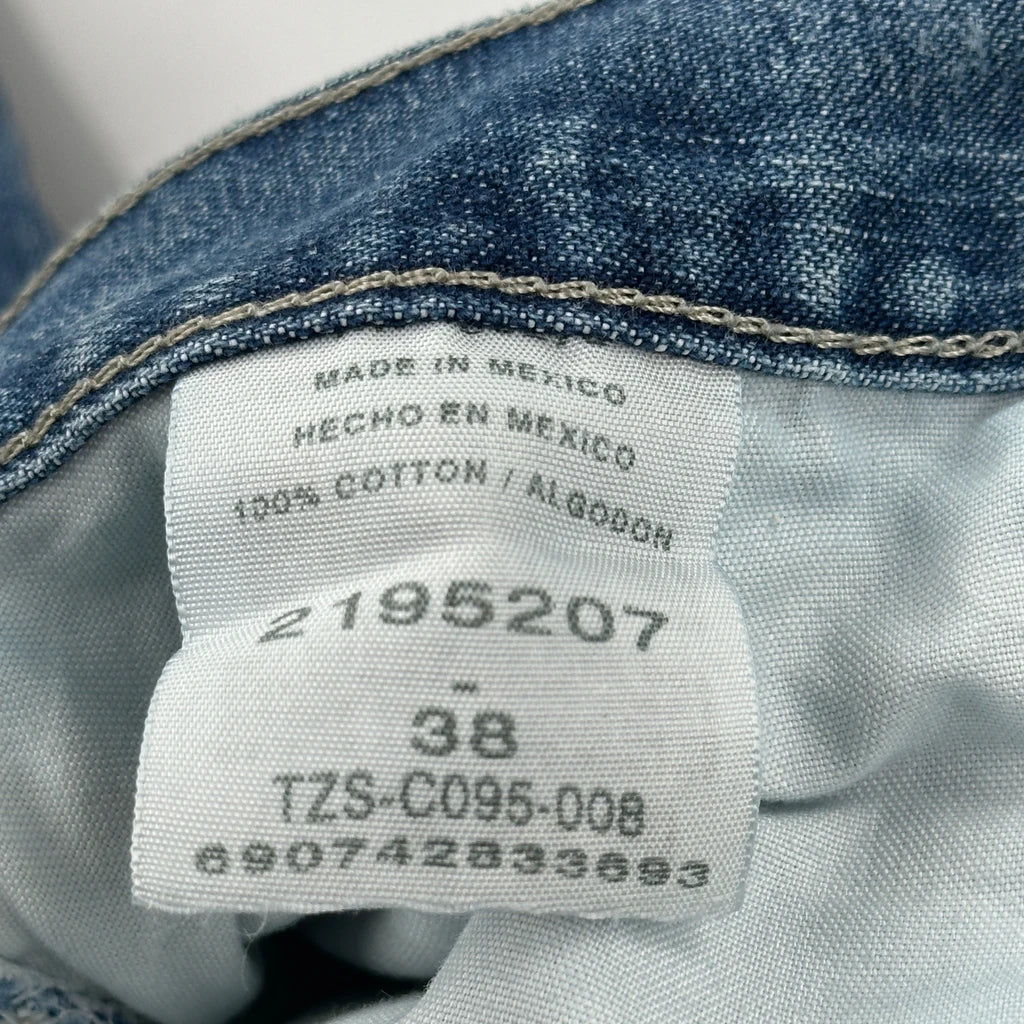 MADE IN MEXICO
HECHO EN MEXICO
100% COTTON / ALGODON
2195207
-
38
TZS-C095-008
690742833693